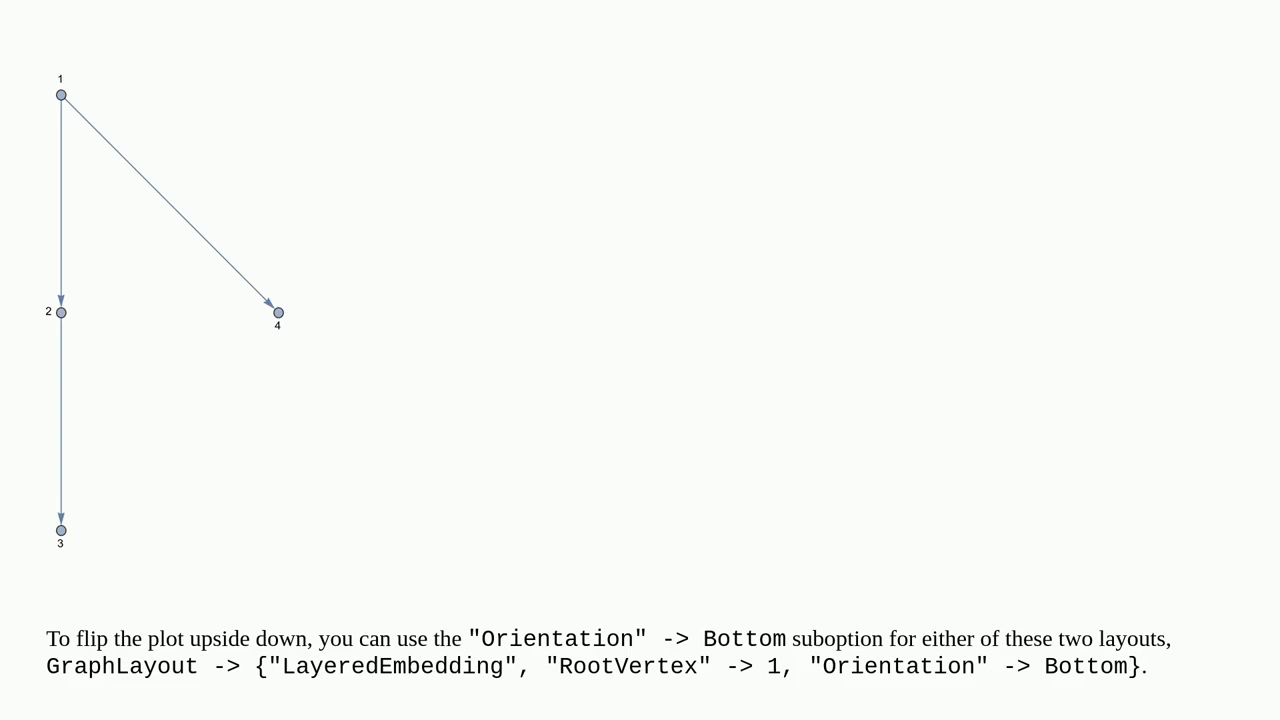 1
2
4
3
To flip the plot upside down, you can use the "Orientation" -> Bottom suboption for either of these two layouts,
GraphLayout -> {"LayeredEmbedding", "RootVertex" -> 1, "Orientation" -> Bottom}.